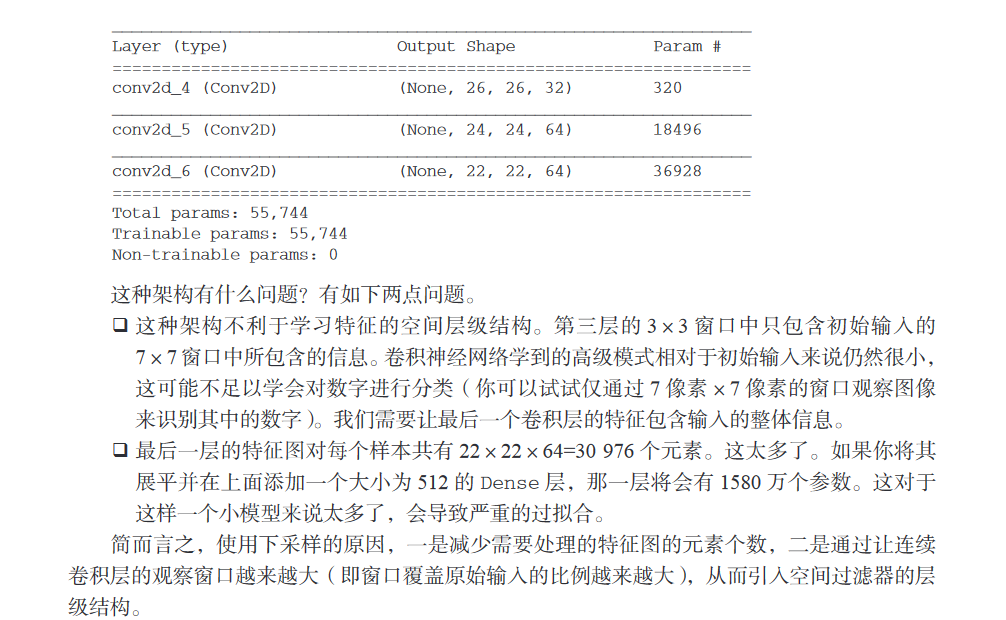 Layer (type) Output Shape Param #
================================================================
conv2d_4 (Conv2D) (None, 26, 26, 32) 320
conv2d_5 (Conv2D) (None, 24, 24, 64) 18496
conv2d_6 (Conv2D) (None, 22, 22, 64) 36928
================================================================
Total params: 55,744
Trainable params: 55,744
Non-trainable params: 0
这种架构有什么问题？有如下两点问题。
❑ 这种架构不利于学习特征的空间层级结构。第三层的 3×3 窗口中只包含初始输入的
7×7 窗口中所包含的信息。卷积神经网络学到的高级模式相对于初始输入来说仍然很小，
这可能不足以学会对数字进行分类（你可以试试仅通过 7 像素 ×7 像素的窗口观察图像
来识别其中的数字）。我们需要让最后一个卷积层的特征包含输入的整体信息。
❑ 最后一层的特征图对每个样本共有 22×22×64=30 976 个元素。这太多了。如果你将其
展平并在上面添加一个大小为 512 的 Dense 层，那一层将会有 1580 万个参数。这对于
这样一个小模型来说太多了，会导致严重的过拟合。
简而言之，使用下采样的原因，一是减少需要处理的特征图的元素个数，二是通过让连续
卷积层的观察窗口越来越大（即窗口覆盖原始输入的比例越来越大），从而引入空间过滤器的层
级结构。